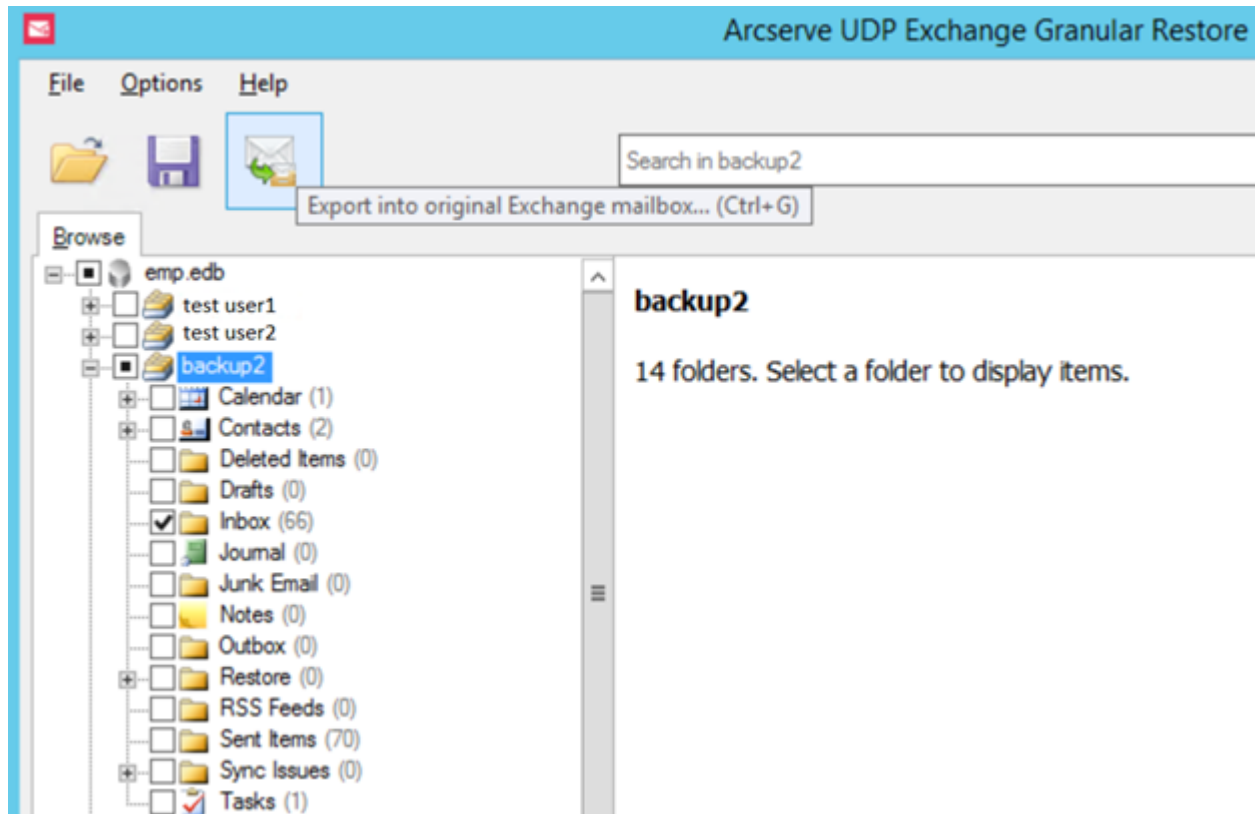 Arcserve UDP Exchange Granular Restore
File Options Help
Search in backup2
Export into original Exchange mailbox... (Ctrl+G)
Browse
emp.edb
test user1
test user2
backup2
Calendar (1)
Contacts (2)
Deleted Items (0)
Drafts (0)
Inbox (66)
Journal (0)
Junk Email (0)
Notes (0)
Outbox (0)
Restore (0)
RSS Feeds (0)
Sent Items (70)
Sync Issues (0)
Tasks (1)
backup2
14 folders. Select a folder to display items.